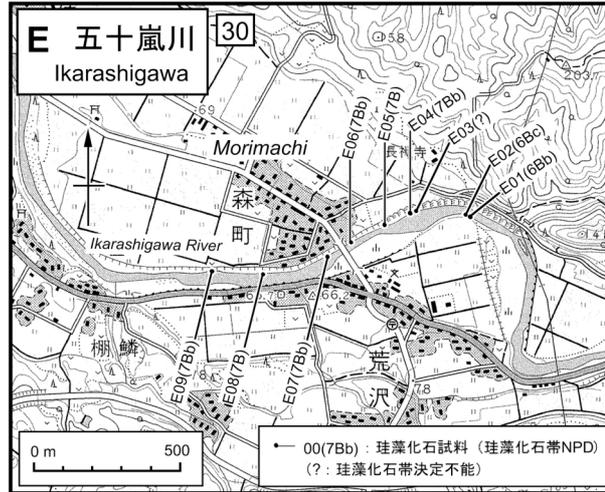 E 五十嵐川
Ikarashigawa
30
58
203.7
69
Morimachi
森町
長禅寺
E06(7Bb)
E05(7B)
E04(7Bb)
E03(?)
E02(6Bc)
E01(6Bb)
Ikarashigawa River
66.2
棚鱗
荒沢
78
E09(7Bb)
E08(7B)
E07(7Bb)
0 m 500
00(7Bb) : 珪藻化石試料 (珪藻化石帯NPD)
(? : 珪藻化石帯決定不能)